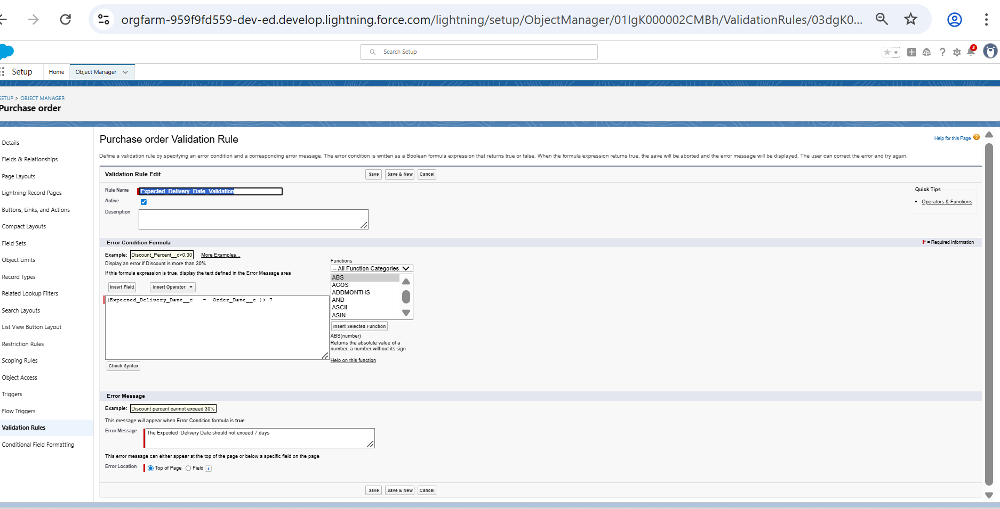 orgfarm-959f9fd559-dev-ed.develop.lightning.force.com/lightning/setup/ObjectManager/01IgK000002CMBh/ValidationRules/03dgK0...
Search Setup
2
Setup
Home
Object Manager
SETUP > OBJECT MANAGER
Purchase order
Details
Fields & Relationships
Page Layouts
Lightning Record Pages
Buttons, Links, and Actions
Compact Layouts
Field Sets
Object Limits
Record Types
Related Lookup Filters
Search Layouts
List View Button Layout
Restriction Rules
Scoping Rules
Object Access
Triggers
Flow Triggers
Validation Rules
Conditional Field Formatting
Purchase order Validation Rule
Help for this Page
Define a validation rule by specifying an error condition and a corresponding error message. The error condition is written as a Boolean formula expression that returns true or false. When the formula expression returns true, the save will be aborted and the error message will be displayed. The user can correct the error and try again.
Validation Rule Edit
Save
Save & New
Cancel
Rule Name
Expected_Delivery_Date_Validation
Active
Description
Quick Tips
• Operators & Functions
Error Condition Formula
* = Required Information
Example: Discount_Percent__c>0.30 More Examples...
Display an error if Discount is more than 30%
If this formula expression is true, display the text defined in the Error Message area
Insert Field
Insert Operator
(Expected_Delivery_Date__c - Order_Date__c )> 7
Check Syntax
Functions
-- All Function Categories
ABS
ACOS
ADDMONTHS
AND
ASCII
ASIN
Insert Selected Function
ABS(number)
Returns the absolute value of a
number, a number without its sign
Help on this function
Error Message
Example: Discount percent cannot exceed 30%
This message will appear when Error Condition formula is true
Error Message
The Expected Delivery Date should not exceed 7 days
This error message can either appear at the top of the page or below a specific field on the page
Error Location
Top of Page
Field
i
Save
Save & New
Cancel